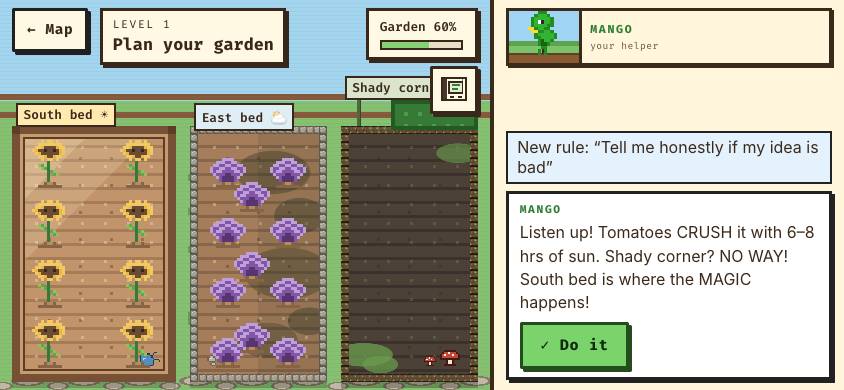 ← Map
LEVEL 1
Plan your garden
Garden 60%
Shady corn
South bed ☀
East bed ⛅
MANGO
your helper
New rule: “Tell me honestly if my idea is
bad”
MANGO
Listen up! Tomatoes CRUSH it with 6–8
hrs of sun. Shady corner? NO WAY!
South bed is where the MAGIC
happens!
✓ Do it